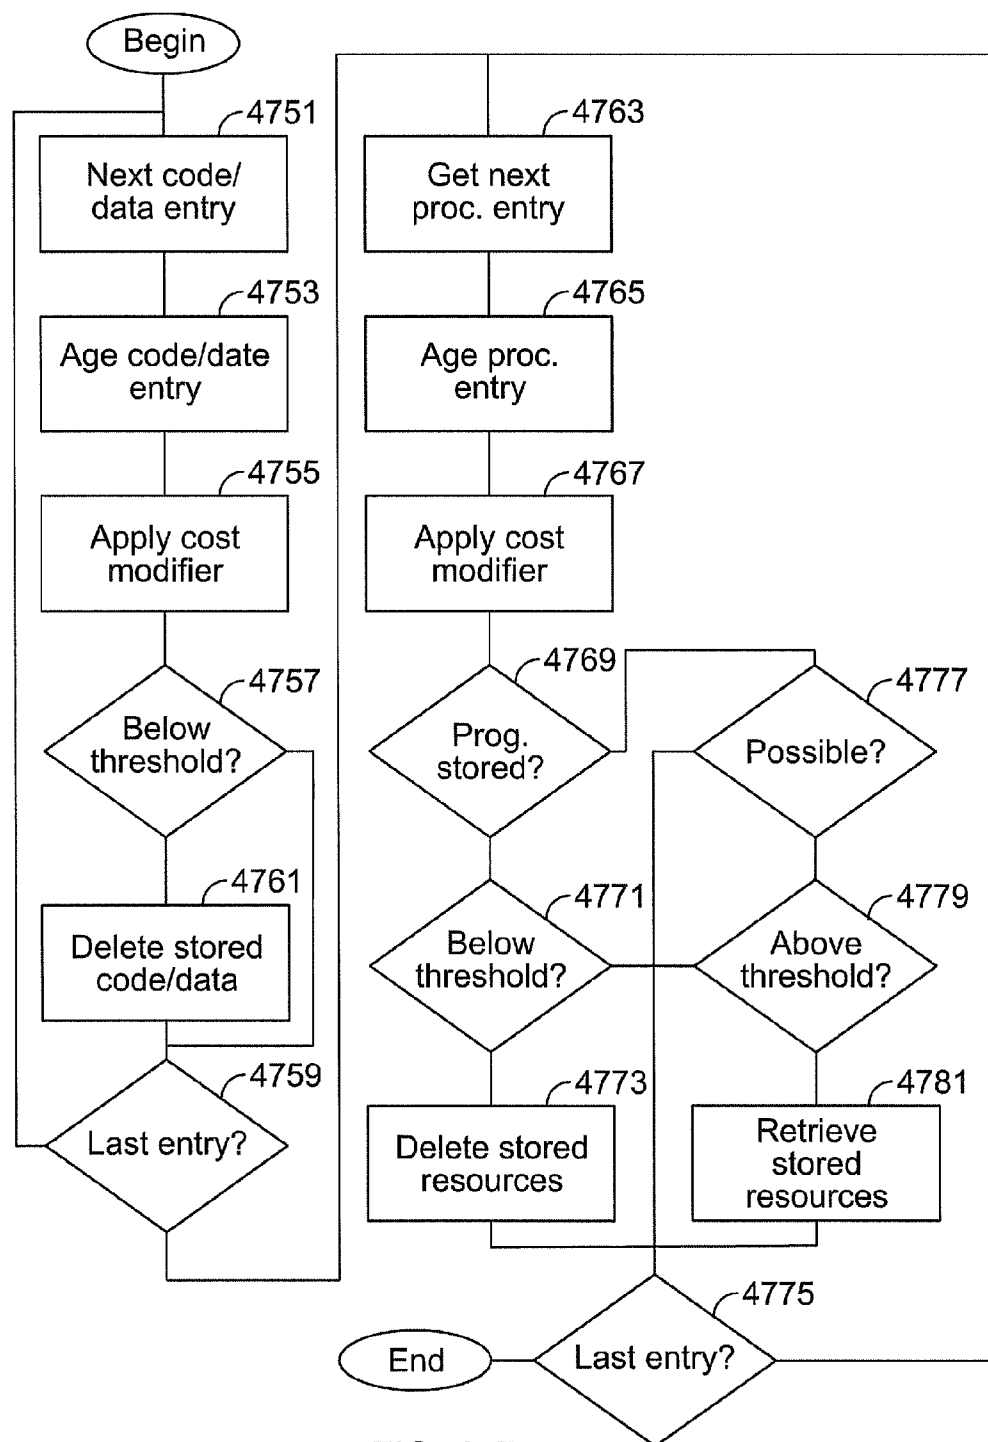 Begin
4751
Next code/
data entry
4753
Age code/date
entry
4755
Apply cost
modifier
4757
Below
threshold?
4761
Delete stored
code/data
4759
Last entry?
4763
Get next
proc. entry
4765
Age proc.
entry
4767
Apply cost
modifier
4769
Prog.
stored?
4777
Possible?
4771
Below
threshold?
4779
Above
threshold?
4773
Delete stored
resources
4781
Retrieve
stored
resources
4775
Last entry?
End